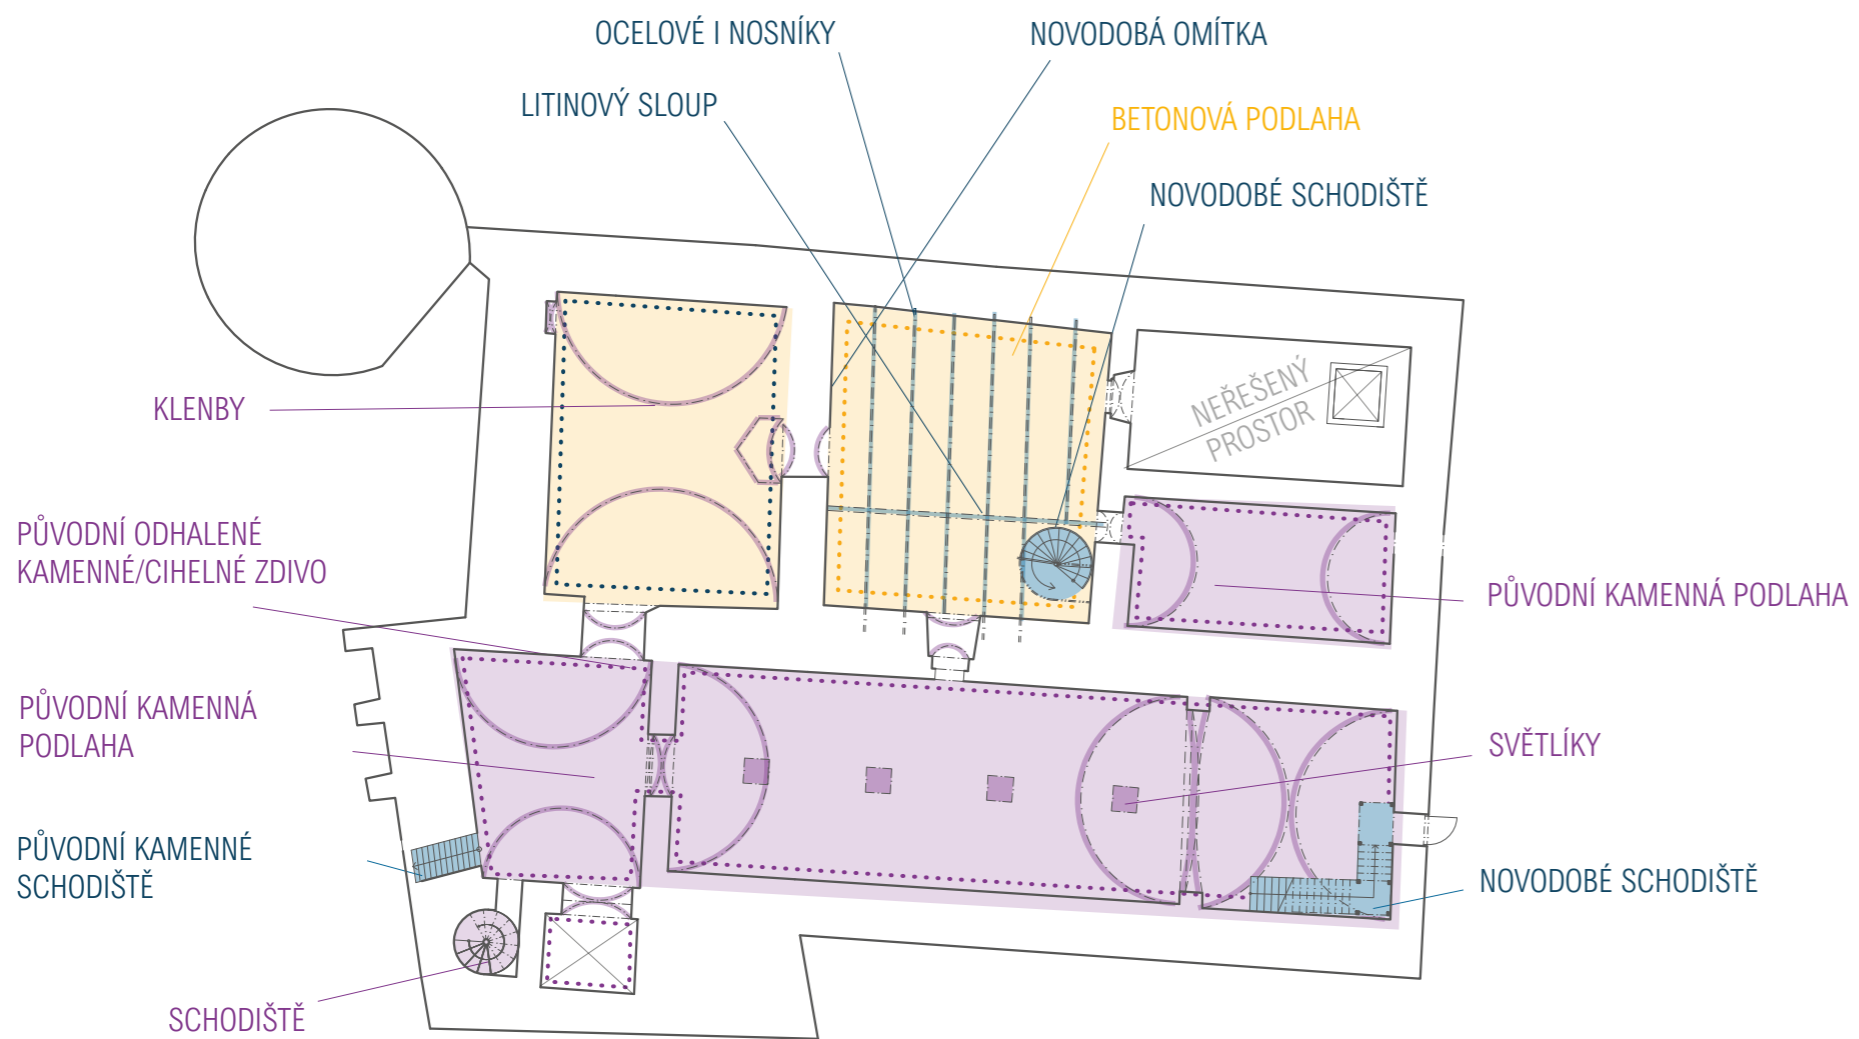 OCELOVÉ I NOSNÍKY
NOVODOBÁ OMÍTKA
LITINOVÝ SLOUP
BETONOVÁ PODLAHA
NOVODOBÉ SCHODIŠTĚ
KLENBY
NEŘEŠENÝ
PROSTOR
PŮVODNÍ ODHALENÉ
KAMENNÉ/CIHELNÉ ZDIVO
PŮVODNÍ KAMENNÁ PODLAHA
PŮVODNÍ KAMENNÁ
PODLAHA
SVĚTLÍKY
PŮVODNÍ KAMENNÉ
SCHODIŠTĚ
NOVODOBÉ SCHODIŠTĚ
SCHODIŠTĚ